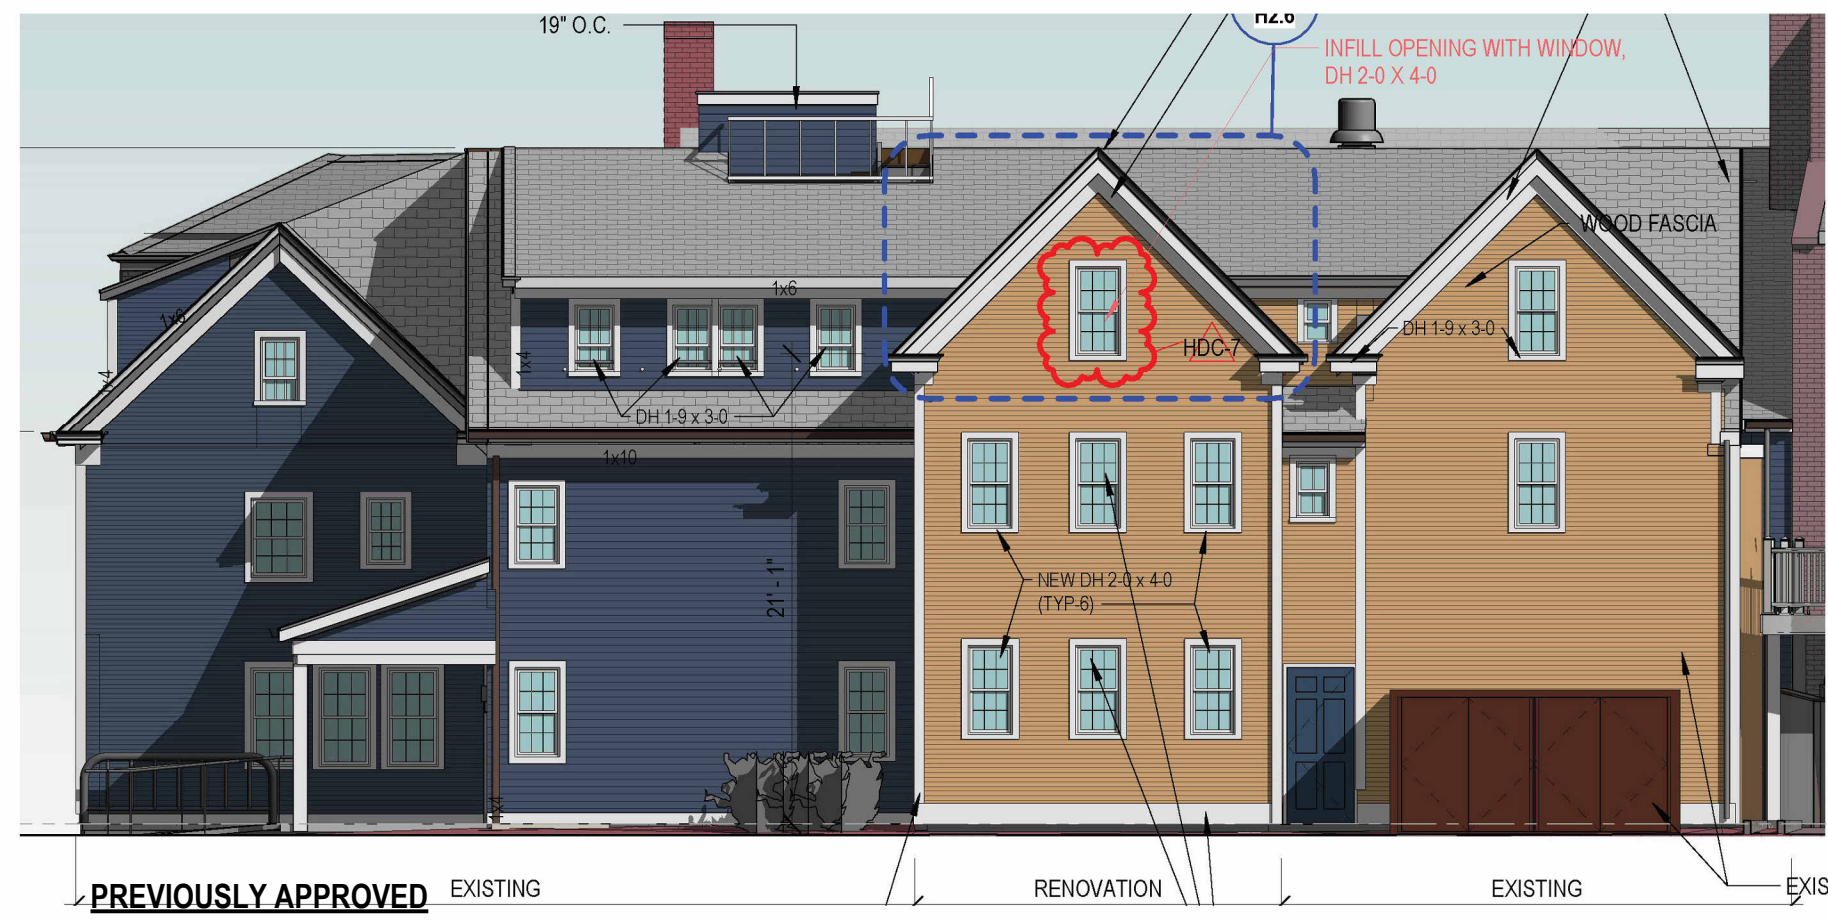 19" O.C.
H2.6
INFILL OPENING WITH WINDOW,
DH 2-0 X 4-0
WOOD FASCIA
1x6
1x6
HDC-7
DH 1-9 x 3-0
1x4
1x4
DH 1-9 x 3-0
1x10
21' - 1"
NEW DH 2-0 x 4-0
(TYP-6)
1x4
PREVIOUSLY APPROVED
EXISTING
RENOVATION
EXISTING
EXIS